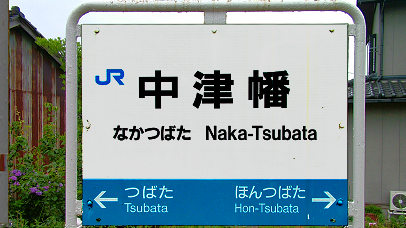 JR 中津幡
なかつばた Naka-Tsubata
← つばた ほんつばた →
Tsubata Hon-Tsubata